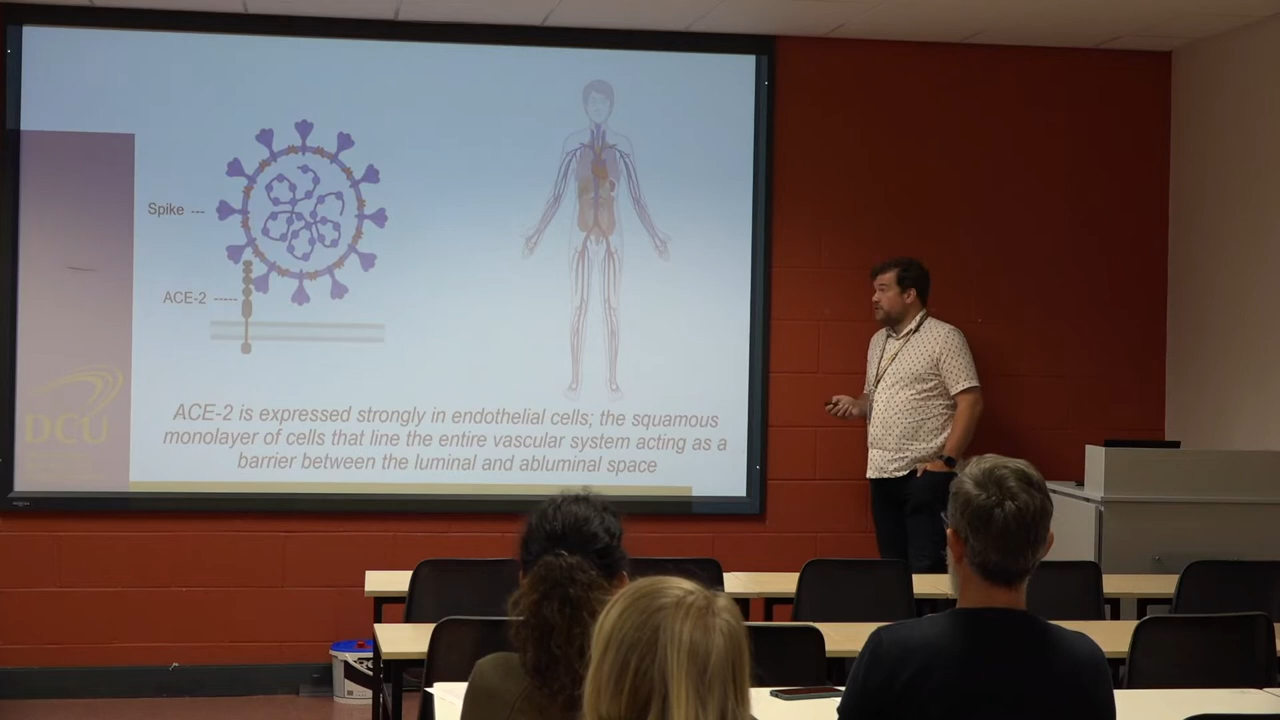 Spike
ACE-2
ACE-2 is expressed strongly in endothelial cells; the squamous
monolayer of cells that line the entire vascular system acting as a
barrier between the luminal and abluminal space
DCU